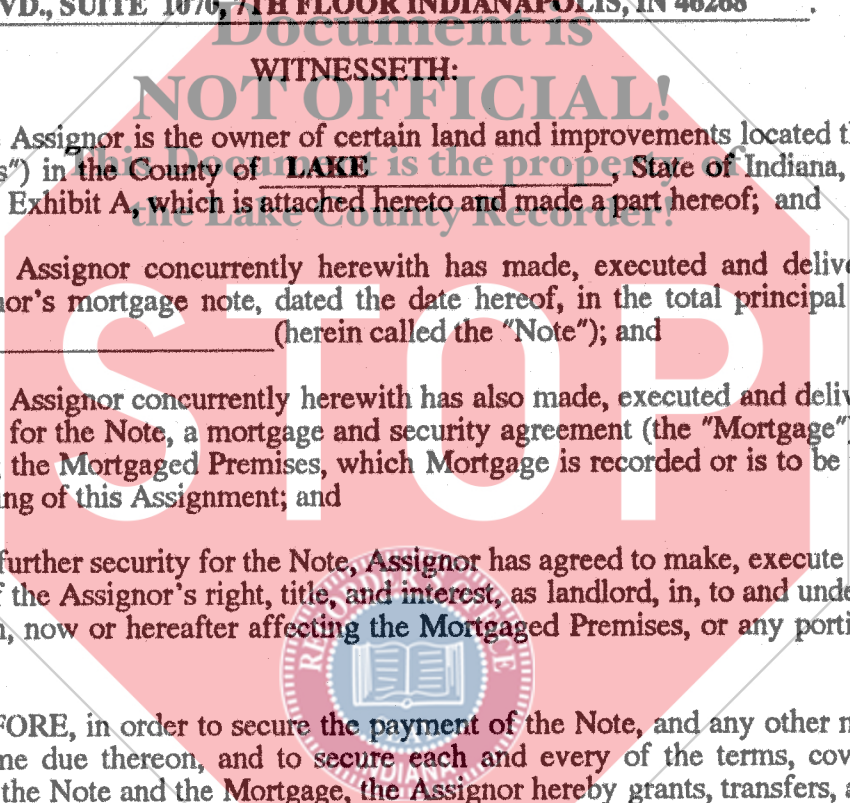 VD., SUITE 1070, 7TH FLOOR INDIANAPOLIS, IN 46268 .
Document is
WITNESSETH:
NOT OFFICIAL!
Assignor is the owner of certain land and improvements located
This Document is the property of
s") in the County of LAKE , State of Indiana,
Exhibit A, which is attached hereto and made a part hereof; and
the Lake County Recorder!
Assignor concurrently herewith has made, executed and delive
nor's mortgage note, dated the date hereof, in the total principal
(herein called the "Note"); and
STOP
Assignor concurrently herewith has also made, executed and deliv
for the Note, a mortgage and security agreement (the "Mortgage")
the Mortgaged Premises, which Mortgage is recorded or is to be
ng of this Assignment; and
further security for the Note, Assignor has agreed to make, execute
f the Assignor's right, title, and interest, as landlord, in, to and unde
n, now or hereafter affecting the Mortgaged Premises, or any porti
RECORDER'S OFFICE
FORE, in order to secure the payment of the Note, and any other
me due thereon, and to secure each and every of the terms, cov
INDIANA
the Note and the Mortgage, the Assignor hereby grants, transfers,